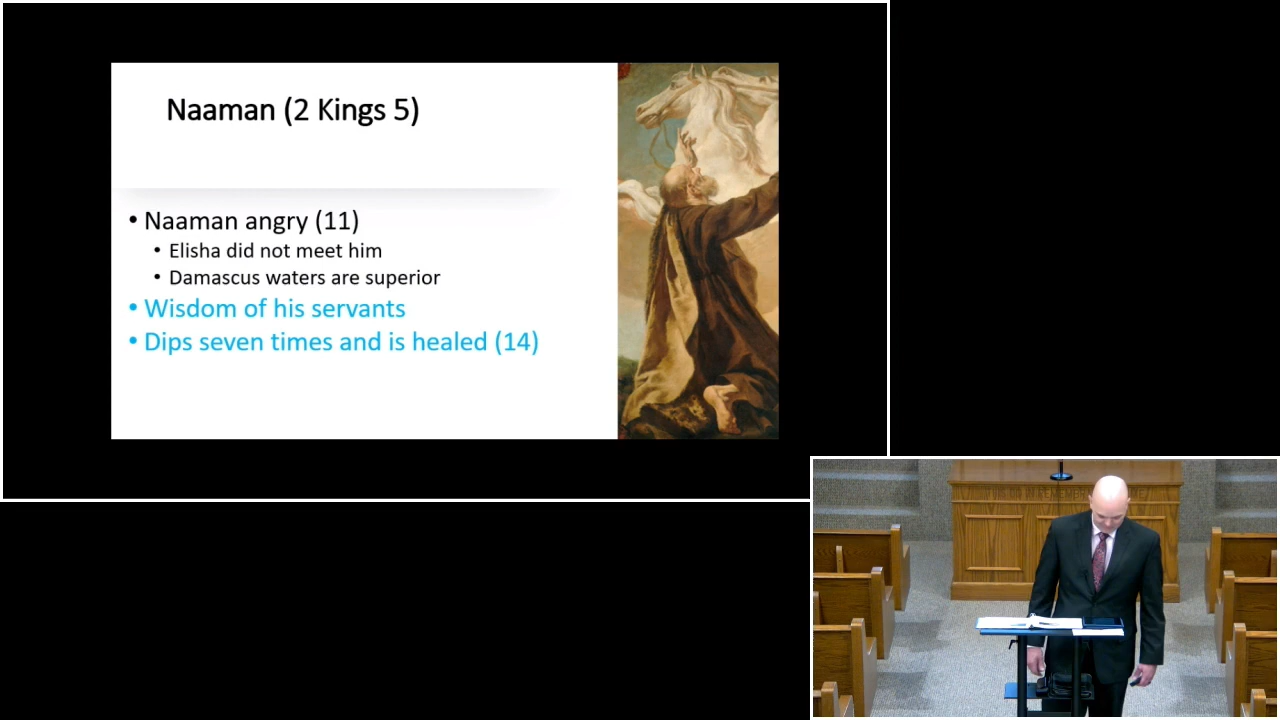 Naaman (2 Kings 5)
• Naaman angry (11)
• Elisha did not meet him
• Damascus waters are superior
• Wisdom of his servants
• Dips seven times and is healed (14)